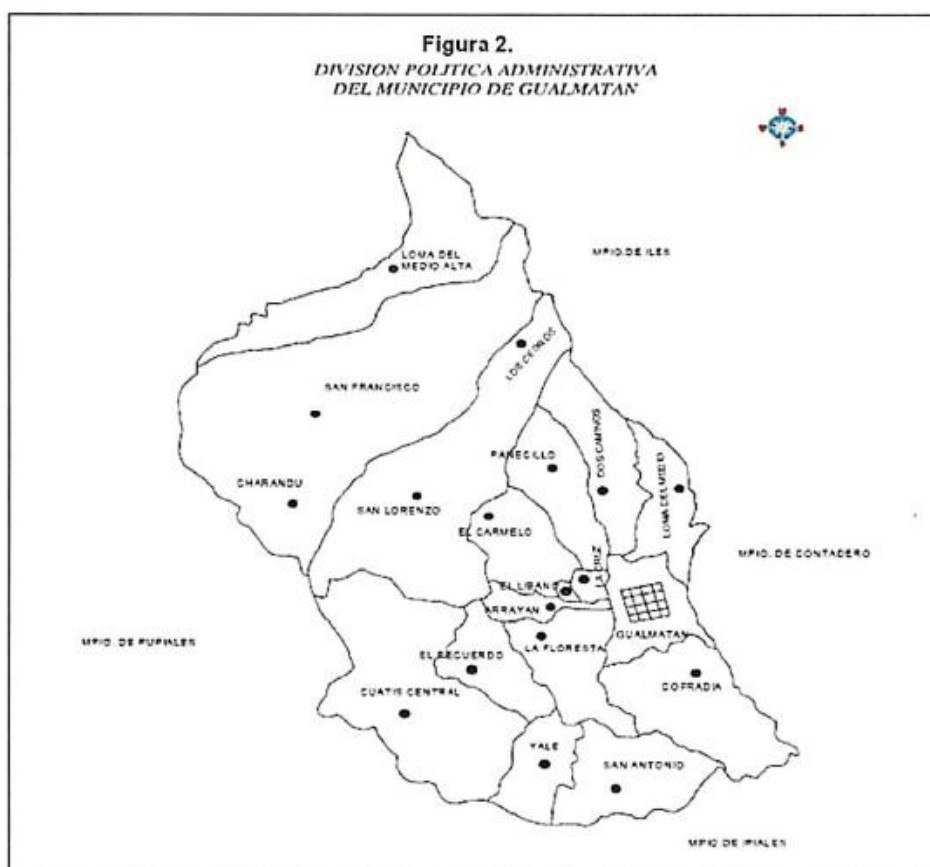 Figura 2.
DIVISION POLITICA ADMINISTRATIVA
DEL MUNICIPIO DE GUALMATAN
LOMA DEL
MEDIO ALTA
MPIO. DE ILES
LOS CEDROS
SAN FRANCISCO
PANECILLO
DOS CAMINOS
LOMA DEL MEDIO
CHARANDU
SAN LORENZO
EL CARMELO
MPIO. DE CONTADERO
LA CRUZ
EL LIBANO
ARRAYAN
GUALMATAN
MPIO. DE PUPIALES
LA FLORESTA
EL RECUERDO
COFRADIA
CUATIS CENTRAL
YALE
SAN ANTONIO
MPIO DE IPIALES